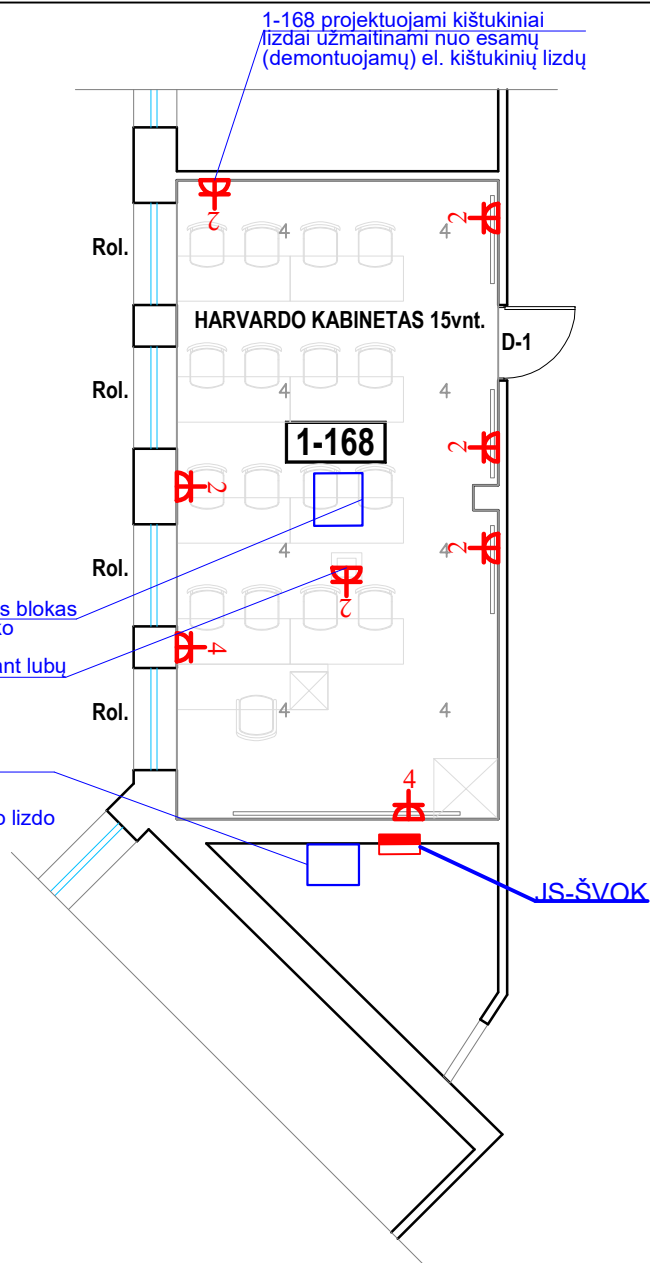 1-168 projektuojami kištukiniai
lizdai užmaitinami nuo esamų
(demontuojamų) el. kištukinių lizdų
2
2
Rol.
4
4
HARVARDO KABINETAS 15vnt.
D-1
Rol.
4
4
1-168
2
2
Rol.
4
4
2
s blokas
ko
2
ant lubų
4
Rol.
4
4
4
o lizdo
JS-ŠVOK